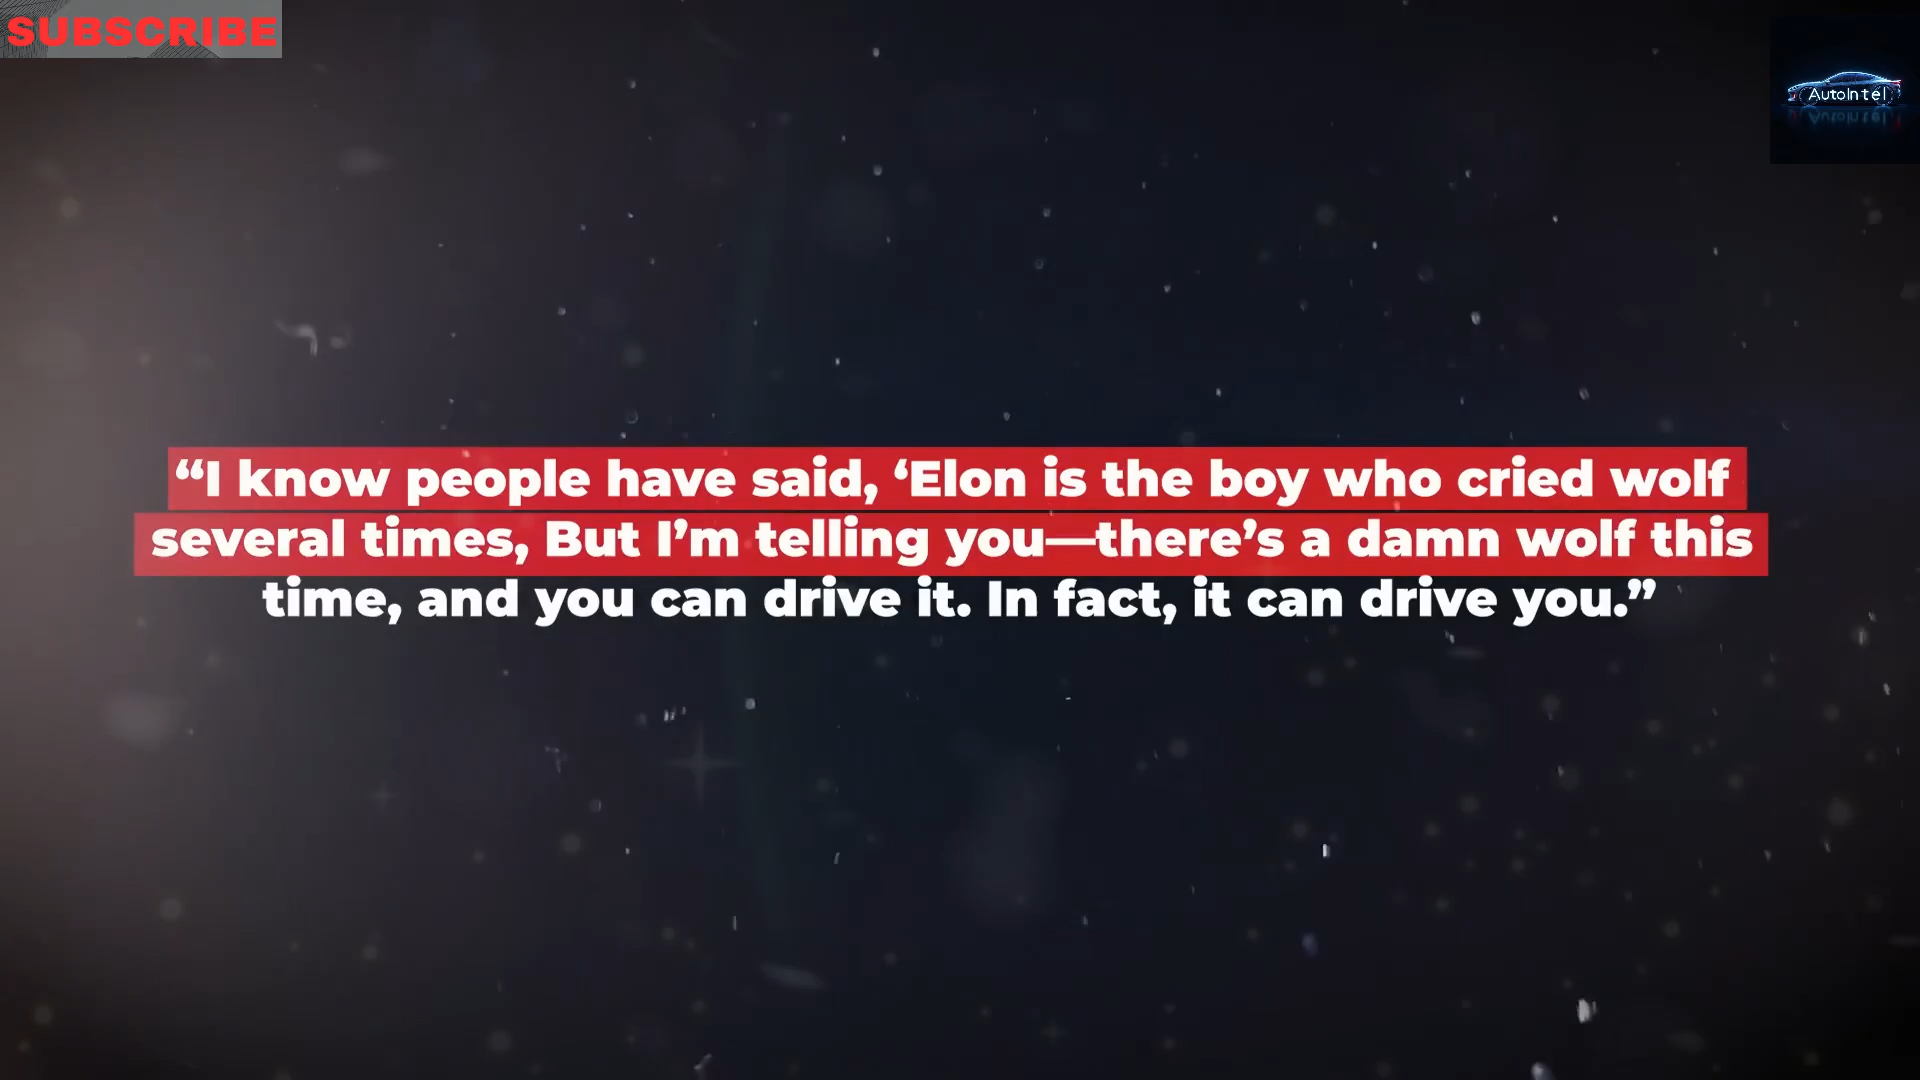 SUBSCRIBE
AutoIntel
“I know people have said, ‘Elon is the boy who cried wolf
several times, But I’m telling you—there’s a damn wolf this
time, and you can drive it. In fact, it can drive you.”